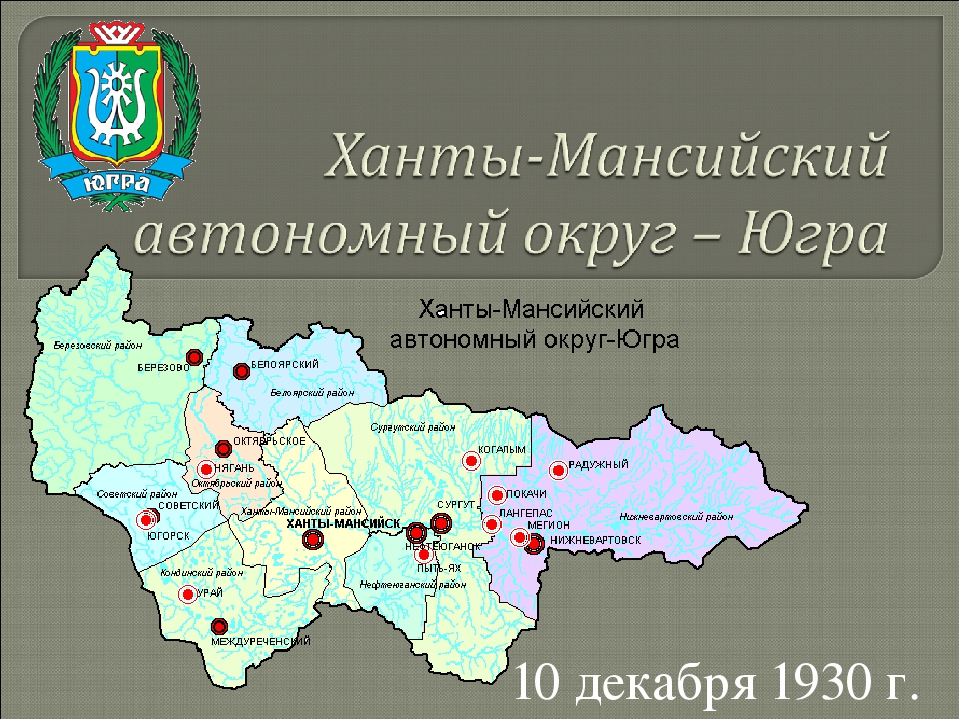 ЮГРА
Ханты-Мансийский
автономный округ – Югра
Ханты-Мансийский
автономный округ-Югра
Березовский район
БЕРЕЗОВО
БЕЛОЯРСКИЙ
Белоярский район
Сургутский район
ОКТЯБРЬСКОЕ
КОГАЛЫМ
НЯГАНЬ
РАДУЖНЫЙ
Октябрьский район
Советский район
ПОКАЧИ
СОВЕТСКИЙ
СУРГУТ
Ханты-Мансийский район
ЛАНГЕПАС
Нижневартовский район
ХАНТЫ-МАНСИЙСК
МЕГИОН
ЮГОРСК
НИЖНЕВАРТОВСК
НЕФТЕЮГАНСК
ПЫТЬ-ЯХ
Кондинский район
Нефтеюганский район
УРАЙ
МЕЖДУРЕЧЕНСКИЙ
10 декабря 1930 г.